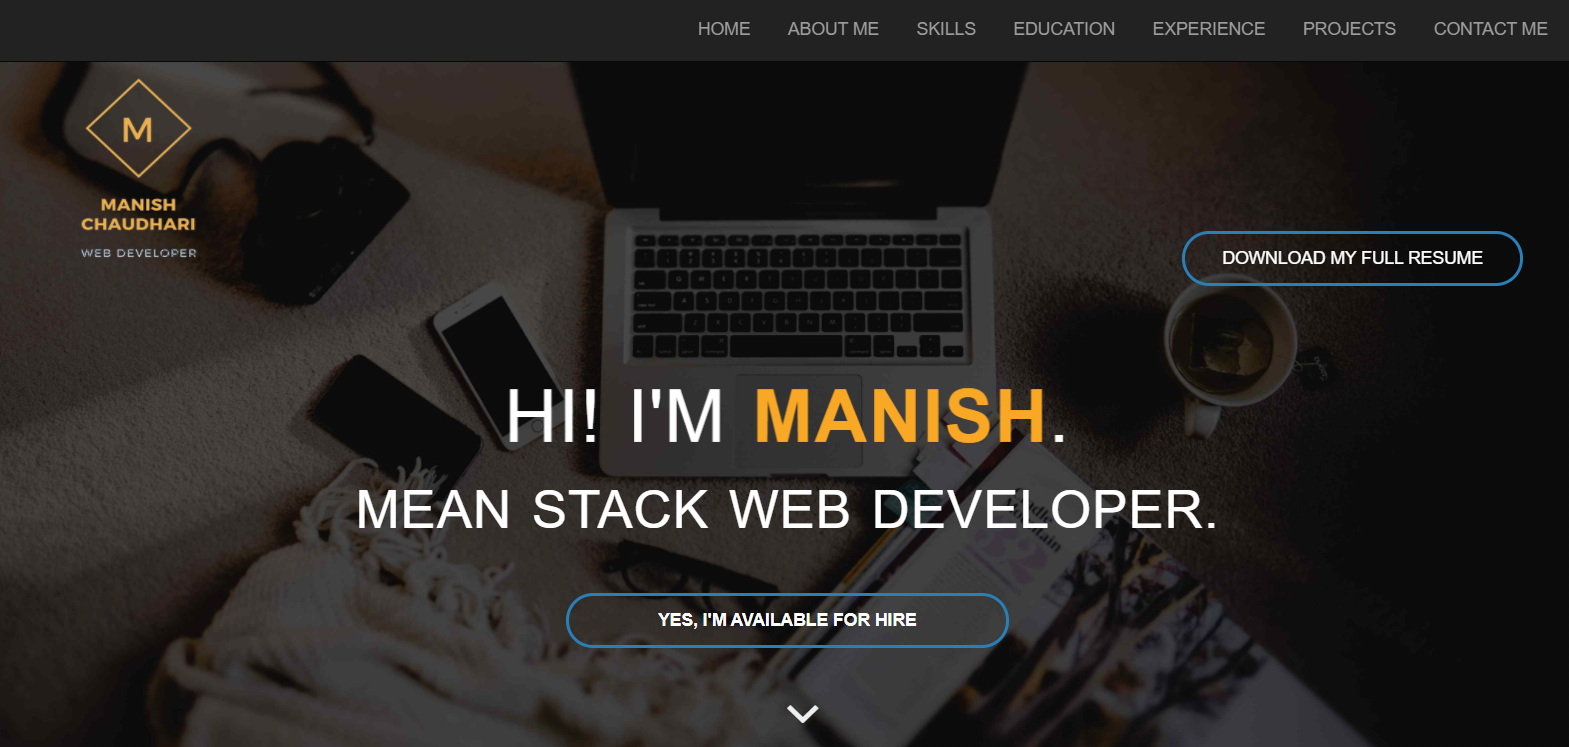 HOME ABOUT ME SKILLS EDUCATION EXPERIENCE PROJECTS CONTACT ME
M
MANISH
CHAUDHARI
WEB DEVELOPER
DOWNLOAD MY FULL RESUME
HI! I'M MANISH.
MEAN STACK WEB DEVELOPER.
YES, I'M AVAILABLE FOR HIRE